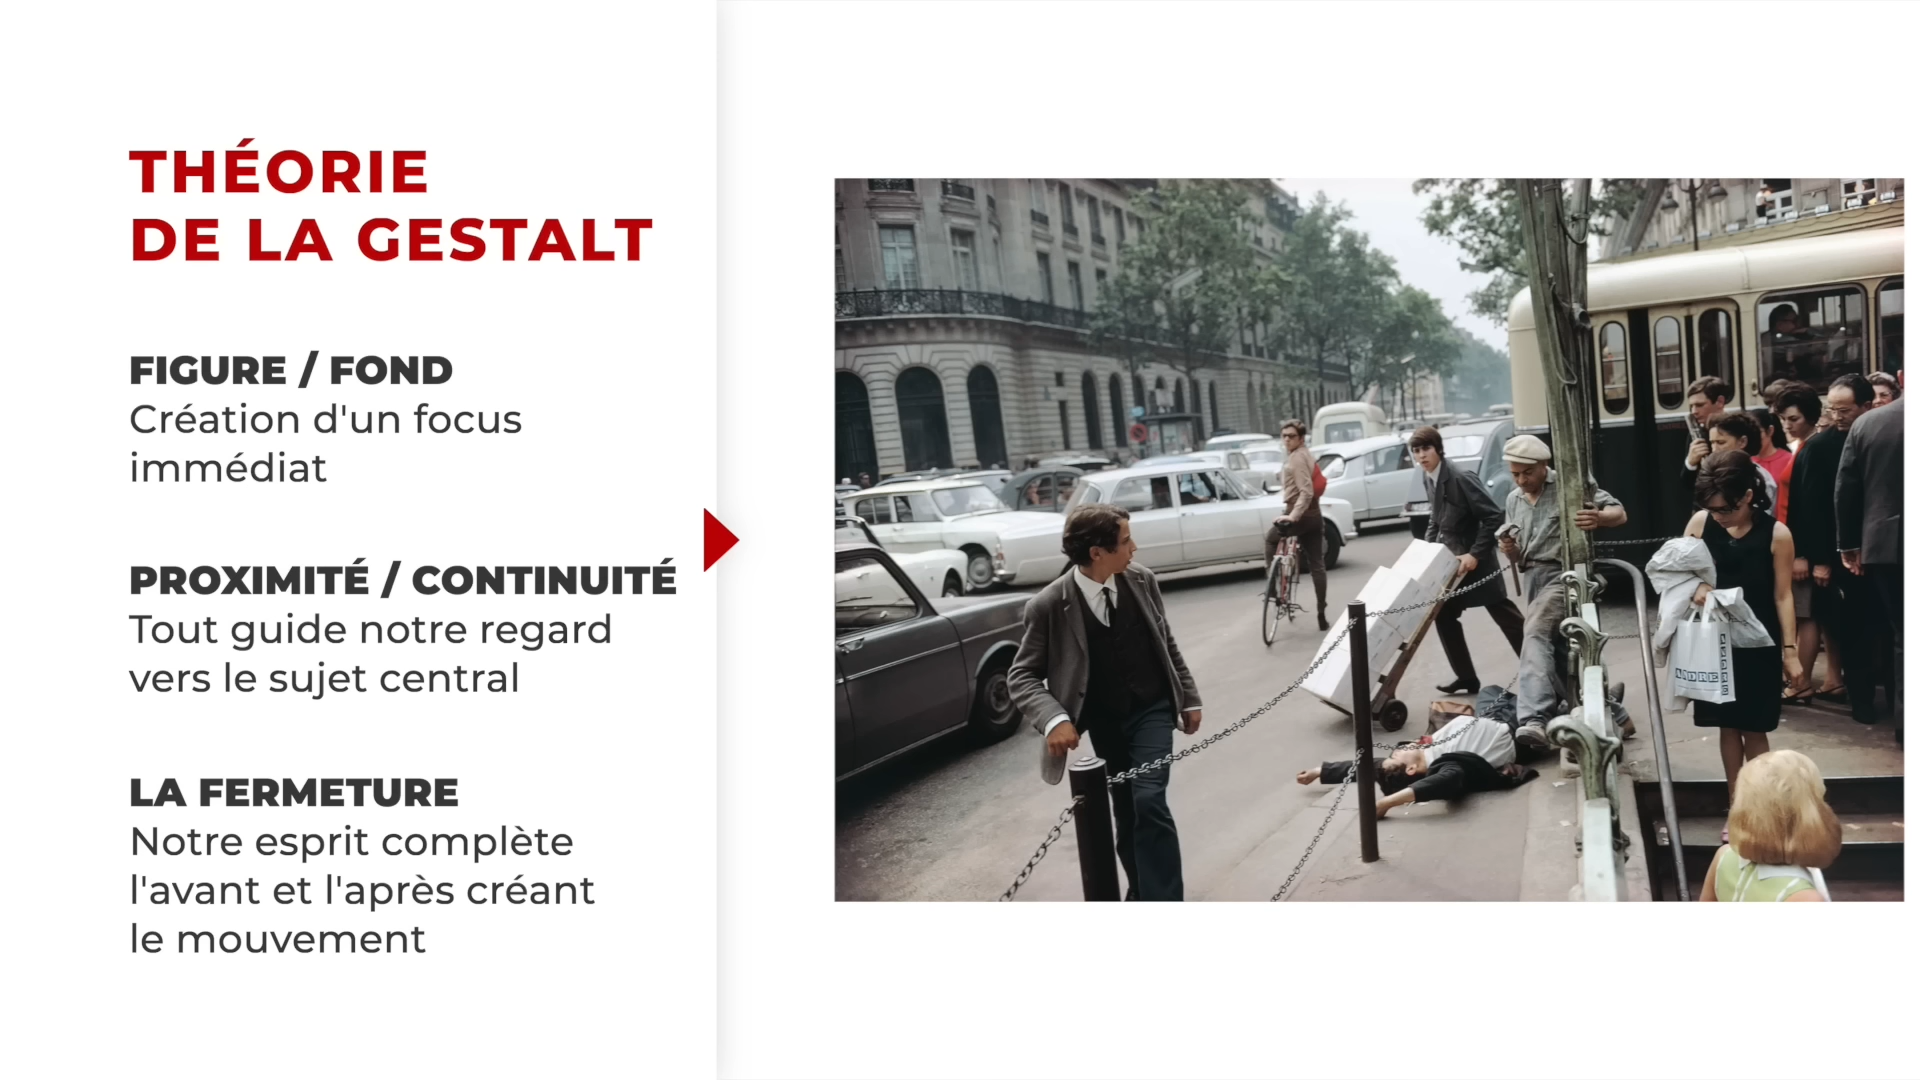 THÉORIE
DE LA GESTALT
FIGURE / FOND
Création d'un focus
immédiat
PROXIMITÉ / CONTINUITÉ
Tout guide notre regard
vers le sujet central
LA FERMETURE
Notre esprit complète
l'avant et l'après créant
le mouvement
ANDRE